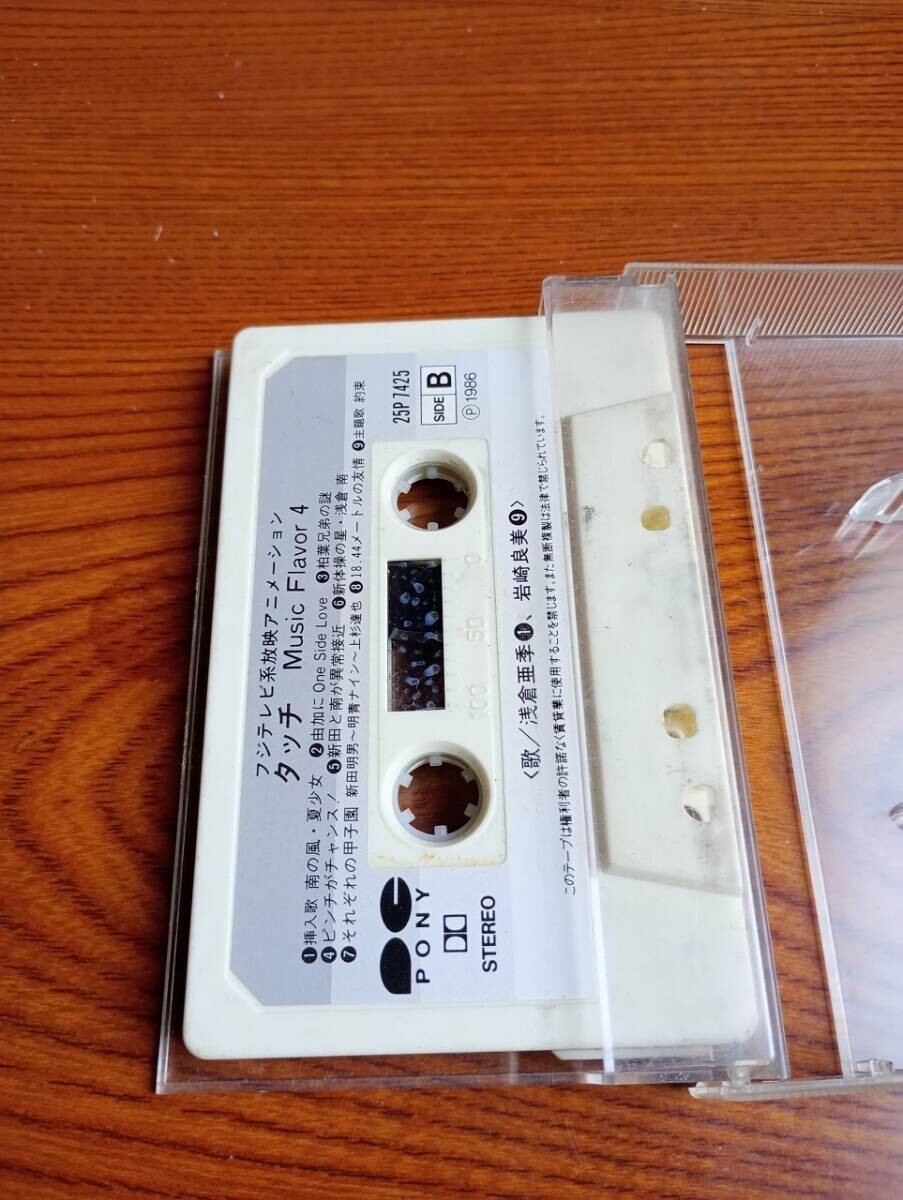 フジテレビ系放映アニメーション
タッチ Music Flavor 4
❶挿入歌 南の風・夏少女 ❷由加に One Side Love ❸柏葉兄弟の謎
❹ピンチがチャンス! ❺新田と南が異常接近 ❻新体操の星・浅倉 南
❼それぞれの甲子園 新田明男〜明青ナイン〜上杉達也 ❽18.44メートルの友情 ❾主題歌 約束
25P7425
SIDE B
Ⓟ1986
PONY
STEREO
100 50 0
〈歌/浅倉亜季❶、岩崎良美❾〉
このテープは権利者の許諾なく賃貸業に使用することを禁じます。また無断複製は法律で禁じられています。